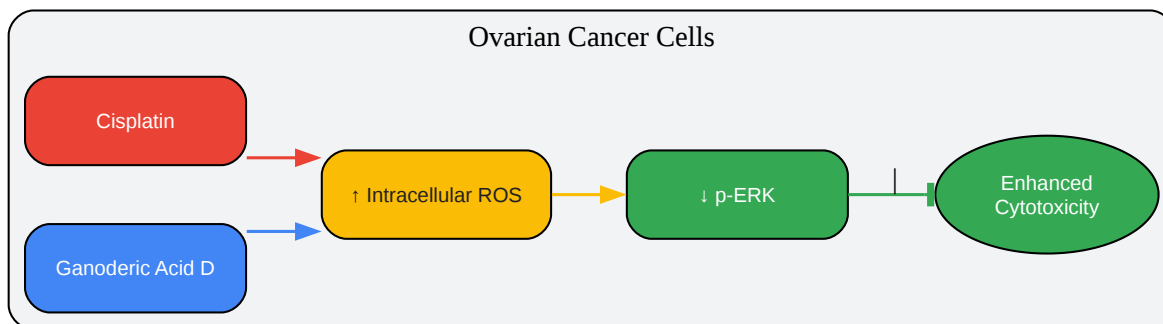 Ovarian Cancer Cells
Cisplatin
Ganoderic Acid D
↑ Intracellular ROS
↓ p-ERK
Enhanced
Cytotoxicity